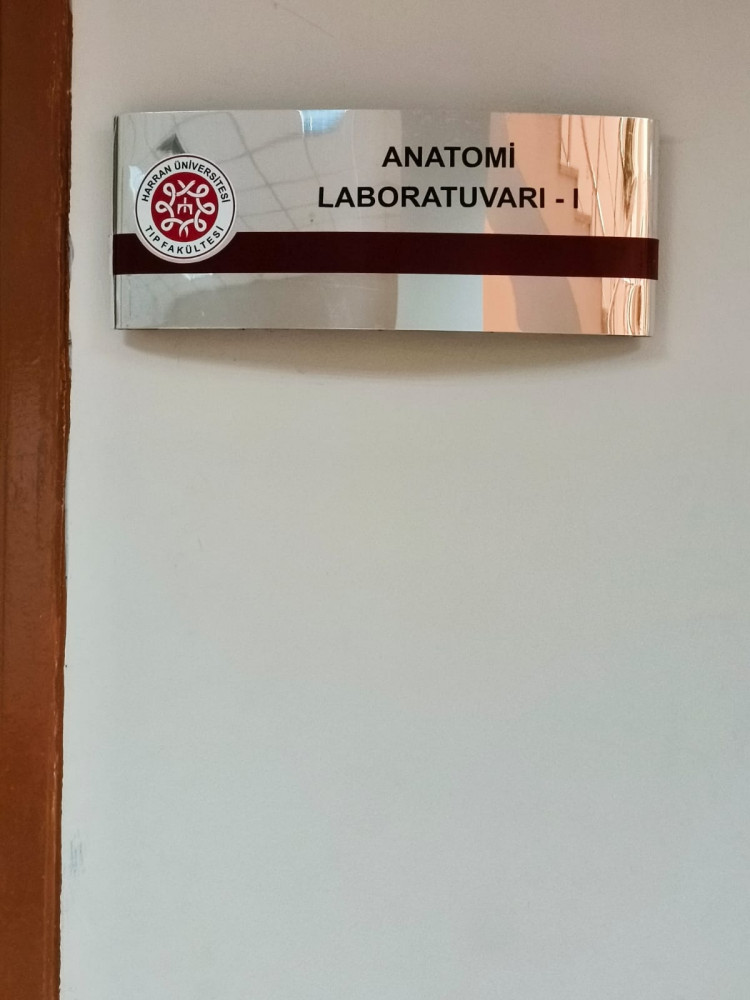 HARRAN ÜNİVERSİTESİ
TIP FAKÜLTESİ
ANATOMİ
LABORATUVARI - I